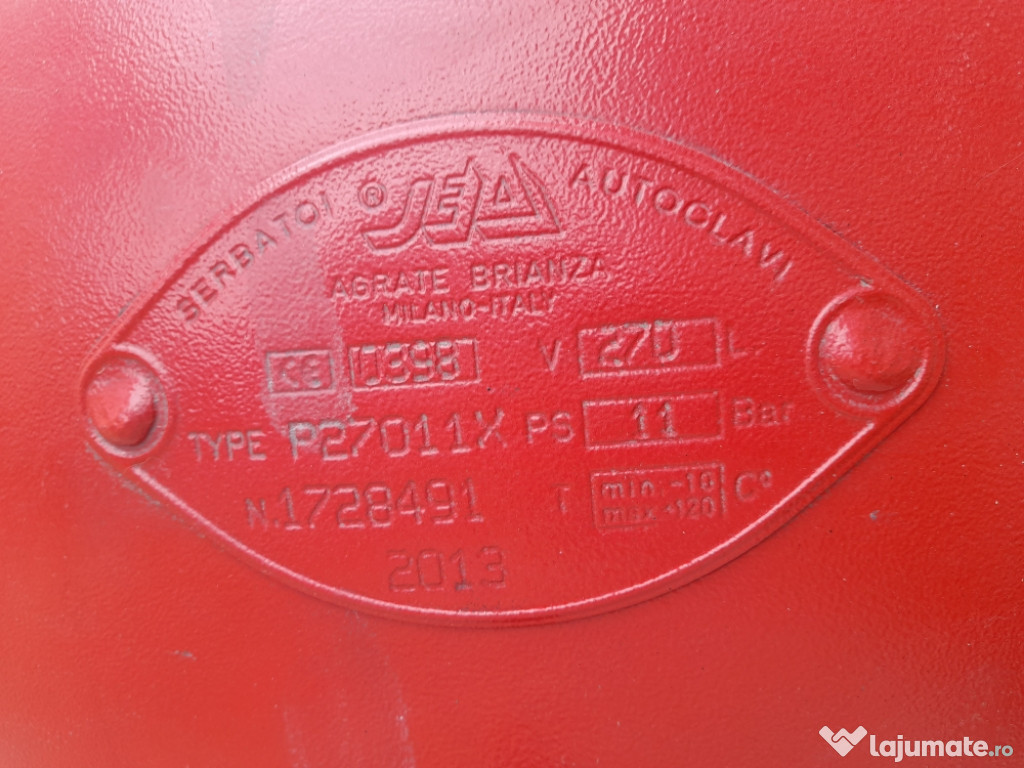 SERBATOI ® SEA AUTOCLAVI
AGRATE BRIANZA
MILANO-ITALY
CE 0398 V 270 L.
TYPE P27011X PS 11 Bar
N.1728491 T min -10 C°
max +120
2013
lajumate.ro